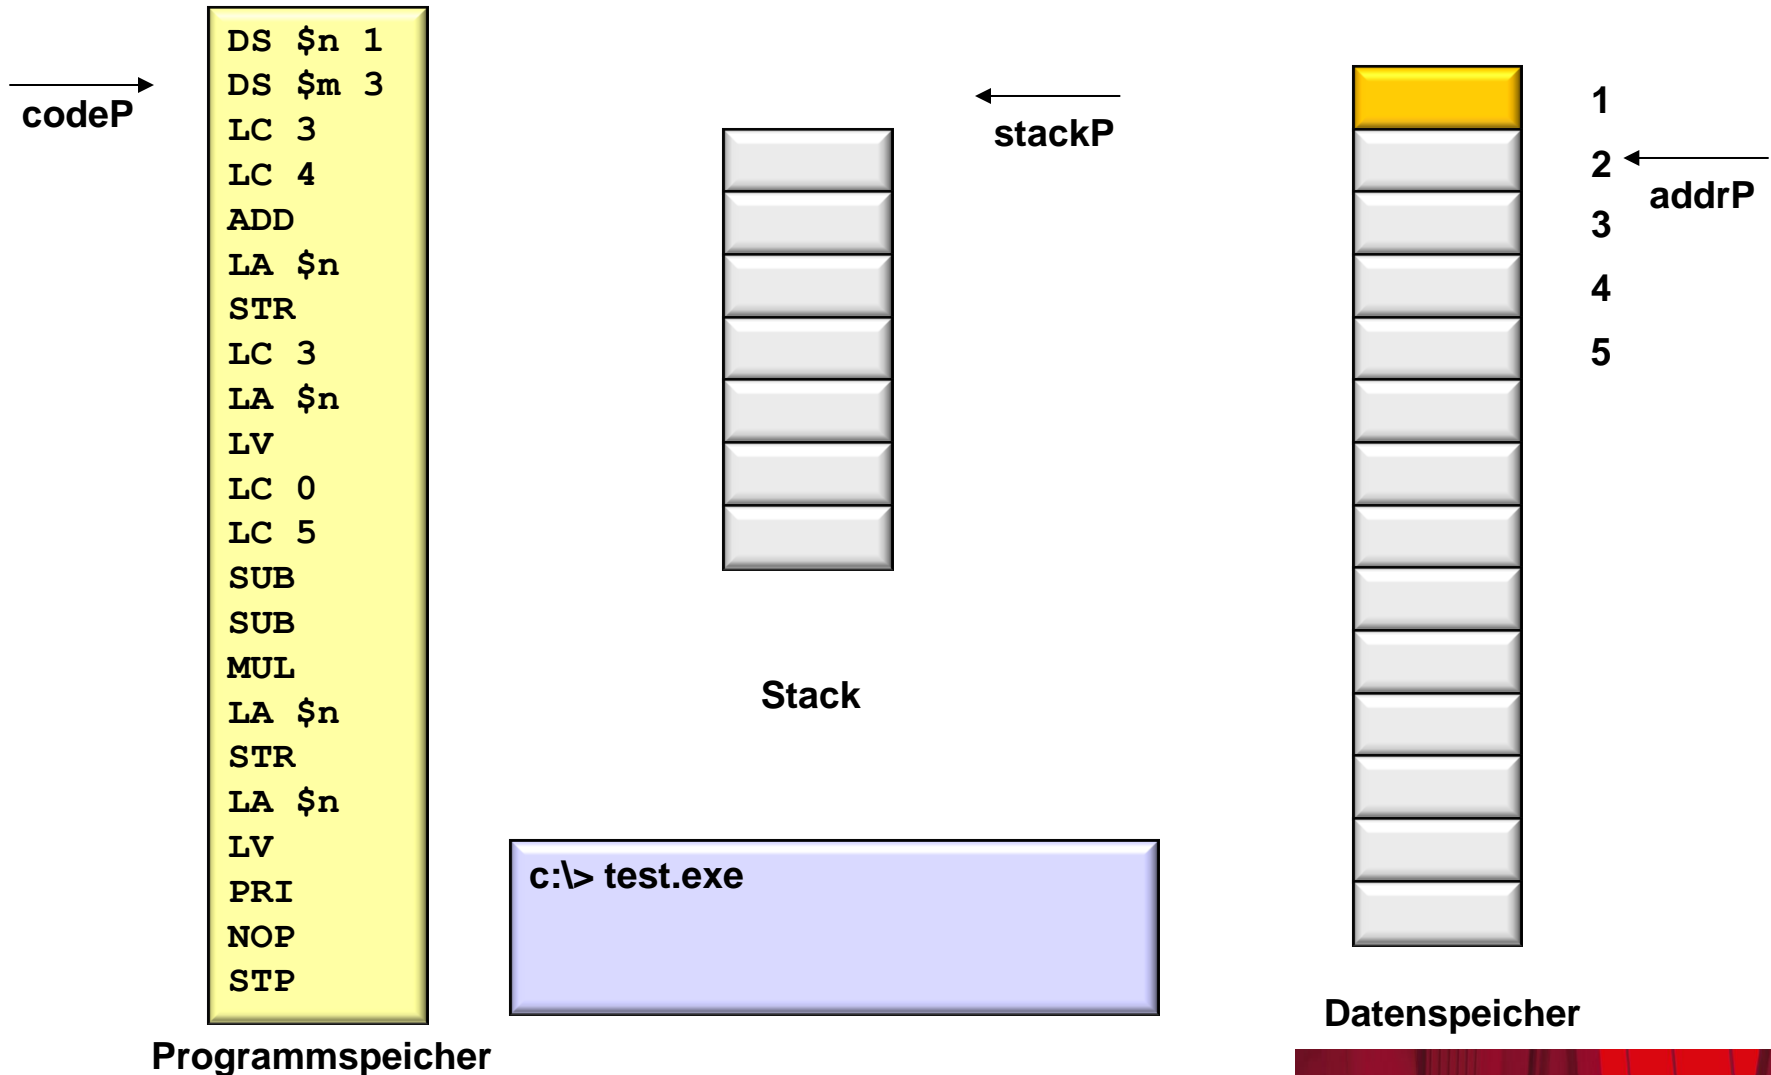 DS $n 1
DS $m 3
LC 3
LC 4
ADD
LA $n
STR
LC 3
LA $n
LV
LC 0
LC 5
SUB
SUB
MUL
LA $n
STR
LA $n
LV
PRI
NOP
STP
Programmspeicher
codeP
stackP
Stack
c:\> test.exe
1
2
3
4
5
addrP
Datenspeicher